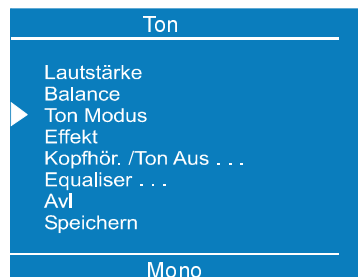 Ton
Lautstärke
Balance
Ton Modus
Effekt
Kopfhör. /Ton Aus . . .
Equaliser . . .
Avl
Speichern
Mono